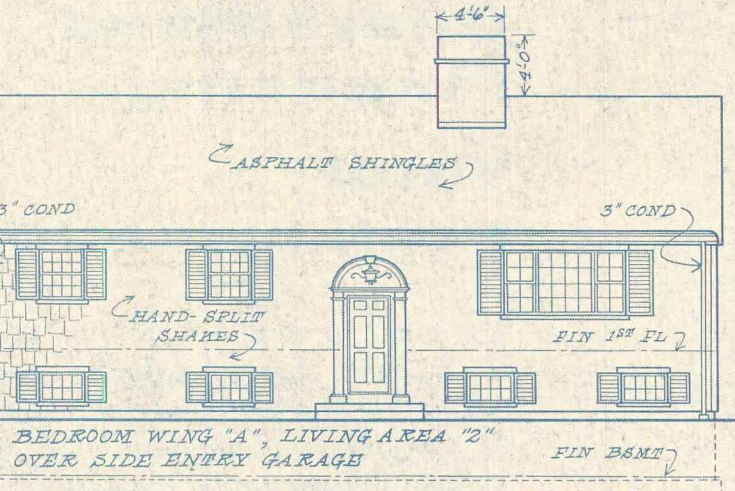 4'-6"
4'-0"
ASPHALT SHINGLES
3" COND
3" COND
HAND-SPLIT
SHAKES
FIN 1ST FL
BEDROOM WING "A", LIVING AREA "2"
OVER SIDE ENTRY GARAGE
FIN BSMT